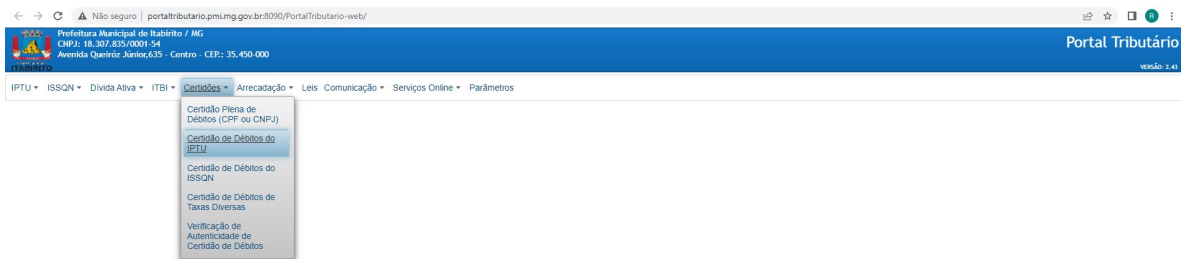 Não seguro | portaltributario.pmi.mg.gov.br:8090/PortalTributario-web/
R
Prefeitura Municipal de Itabirito / MG
CNPJ: 18.307.835/0001-54
Avenida Queiróz Júnior,635 - Centro - CEP.: 35.450-000
ITABIRITO
Portal Tributário
VERSÃO: 2.43
IPTU ISSQN Dívida Ativa ITBI Certidões Arrecadação Leis Comunicação Serviços Online Parâmetros
Certidão Plena de
Débitos (CPF ou CNPJ)
Certidão de Débitos do
IPTU
Certidão de Débitos do
ISSQN
Certidão de Débitos de
Taxas Diversas
Verificação de
Autenticidade de
Certidão de Débitos